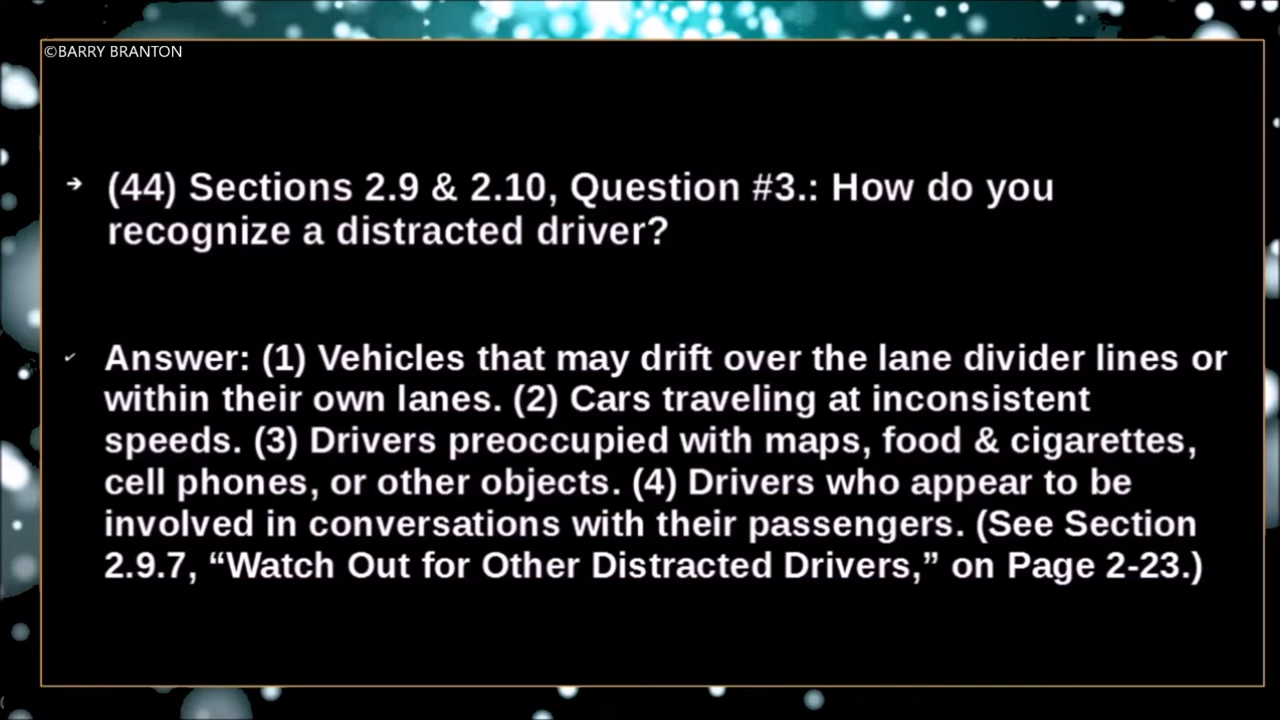 ©BARRY BRANTON
➔ (44) Sections 2.9 & 2.10, Question #3.: How do you
recognize a distracted driver?
✔ Answer: (1) Vehicles that may drift over the lane divider lines or
within their own lanes. (2) Cars traveling at inconsistent
speeds. (3) Drivers preoccupied with maps, food & cigarettes,
cell phones, or other objects. (4) Drivers who appear to be
involved in conversations with their passengers. (See Section
2.9.7, “Watch Out for Other Distracted Drivers,” on Page 2-23.)